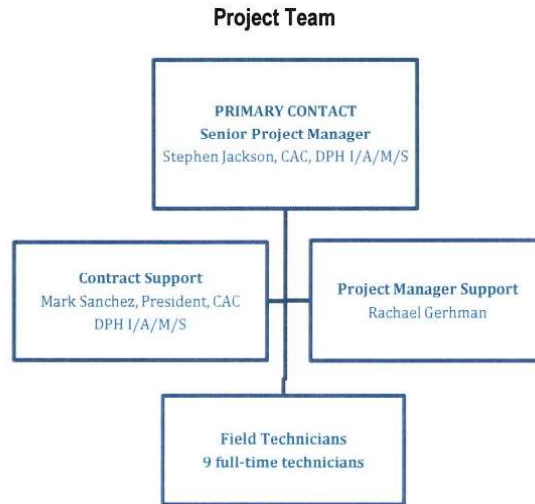 Project Team
PRIMARY CONTACT
Senior Project Manager
Stephen Jackson, CAC, DPH I/A/M/S
Contract Support
Mark Sanchez, President, CAC
DPH I/A/M/S
Project Manager Support
Rachael Gerhman
Field Technicians
9 full-time technicians